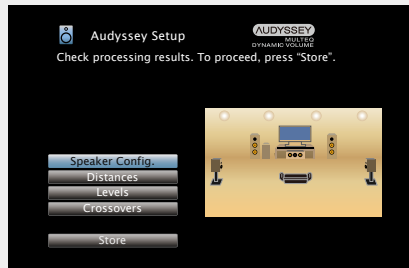 Audyssey Setup
AUDYSSEY
MULTEQ
DYNAMIC VOLUME
Check processing results. To proceed, press “Store”.
Speaker Config.
Distances
Levels
Crossovers
Store